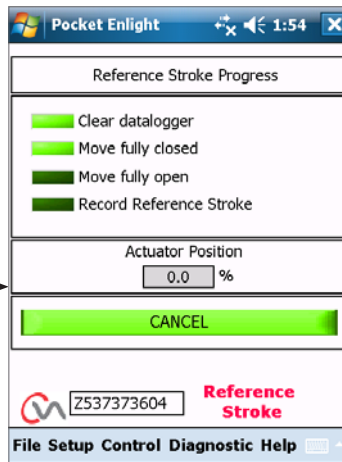 Pocket Enlight 1:54
Reference Stroke Progress
Clear datalogger
Move fully closed
Move fully open
Record Reference Stroke
Actuator Position
0.0 %
CANCEL
Z537373604 Reference
Stroke
File Setup Control Diagnostic Help